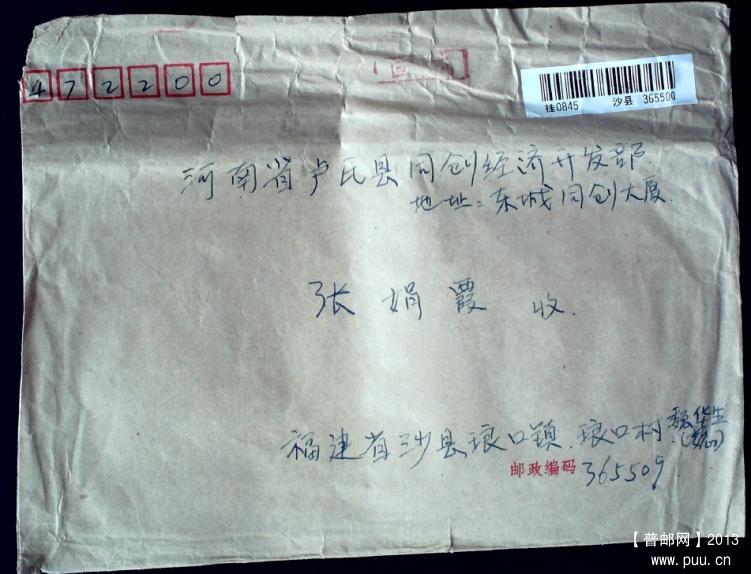 472200
挂0845 沙县 365500
河南省卢氏县同创经济开发部.
地址:东城同创大厦.
张娟霞 收.
福建省沙县琅口镇.琅口村
华生
邮政编码 365509
【普邮网】2013
www.puu.cn